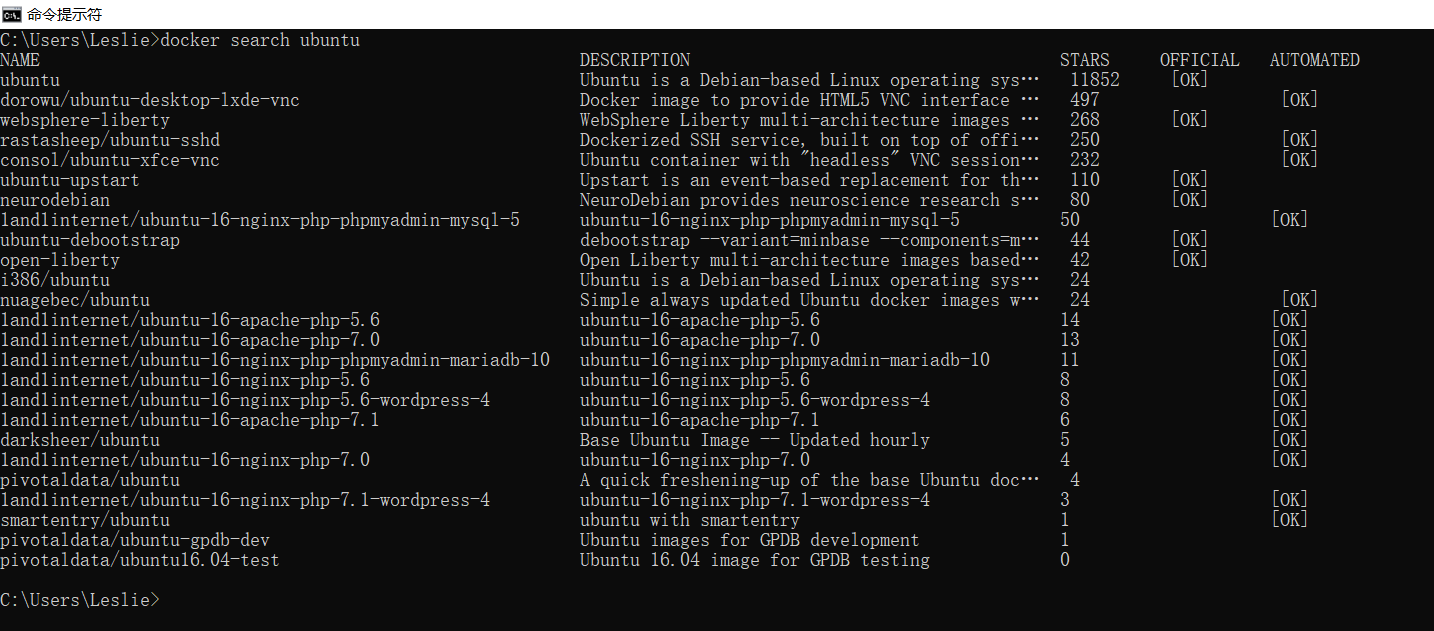 命令提示符
C:\Users\Leslie>docker search ubuntu
NAME DESCRIPTION STARS OFFICIAL AUTOMATED
ubuntu Ubuntu is a Debian-based Linux operating sys… 11852 [OK]
dorowu/ubuntu-desktop-lxde-vnc Docker image to provide HTML5 VNC interface … 497 [OK]
websphere-liberty WebSphere Liberty multi-architecture images … 268 [OK]
rastasheep/ubuntu-sshd Dockerized SSH service, built on top of offi… 250 [OK]
consol/ubuntu-xfce-vnc Ubuntu container with "headless" VNC session… 232 [OK]
ubuntu-upstart Upstart is an event-based replacement for th… 110 [OK]
neurodebian NeuroDebian provides neuroscience research s… 80 [OK]
landlinternet/ubuntu-16-nginx-php-phpmyadmin-mysql-5 ubuntu-16-nginx-php-phpmyadmin-mysql-5 50 [OK]
ubuntu-debootstrap debootstrap --variant=minbase --components=m… 44 [OK]
open-liberty Open Liberty multi-architecture images based… 42 [OK]
i386/ubuntu Ubuntu is a Debian-based Linux operating sys… 24
nuagebec/ubuntu Simple always updated Ubuntu docker images w… 24 [OK]
landlinternet/ubuntu-16-apache-php-5.6 ubuntu-16-apache-php-5.6 14 [OK]
landlinternet/ubuntu-16-apache-php-7.0 ubuntu-16-apache-php-7.0 13 [OK]
landlinternet/ubuntu-16-nginx-php-phpmyadmin-mariadb-10 ubuntu-16-nginx-php-phpmyadmin-mariadb-10 11 [OK]
landlinternet/ubuntu-16-nginx-php-5.6 ubuntu-16-nginx-php-5.6 8 [OK]
landlinternet/ubuntu-16-nginx-php-5.6-wordpress-4 ubuntu-16-nginx-php-5.6-wordpress-4 8 [OK]
landlinternet/ubuntu-16-apache-php-7.1 ubuntu-16-apache-php-7.1 6 [OK]
darksheer/ubuntu Base Ubuntu Image -- Updated hourly 5 [OK]
landlinternet/ubuntu-16-nginx-php-7.0 ubuntu-16-nginx-php-7.0 4 [OK]
pivotaldata/ubuntu A quick freshening-up of the base Ubuntu doc… 4
landlinternet/ubuntu-16-nginx-php-7.1-wordpress-4 ubuntu-16-nginx-php-7.1-wordpress-4 3 [OK]
smartentry/ubuntu ubuntu with smartentry 1 [OK]
pivotaldata/ubuntu-gpdb-dev Ubuntu images for GPDB development 1
pivotaldata/ubuntu16.04-test Ubuntu 16.04 image for GPDB testing 0
C:\Users\Leslie>